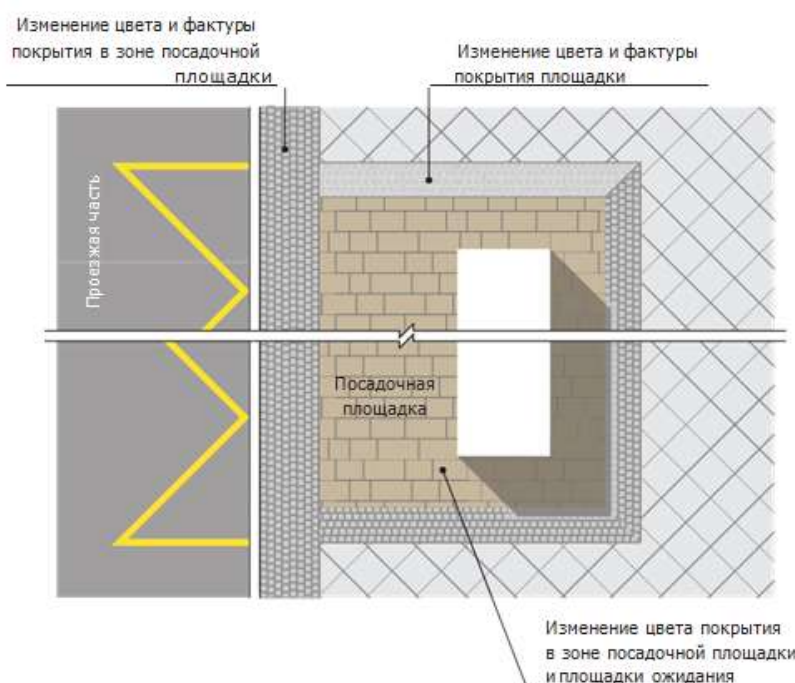 Изменение цвета и фактуры
покрытия в зоне посадочной
площадки
Изменение цвета и фактуры
покрытия площадки
Проезжая часть
Посадочная
площадка
Изменение цвета покрытия
в зоне посадочной площадки
и площадки ожидания